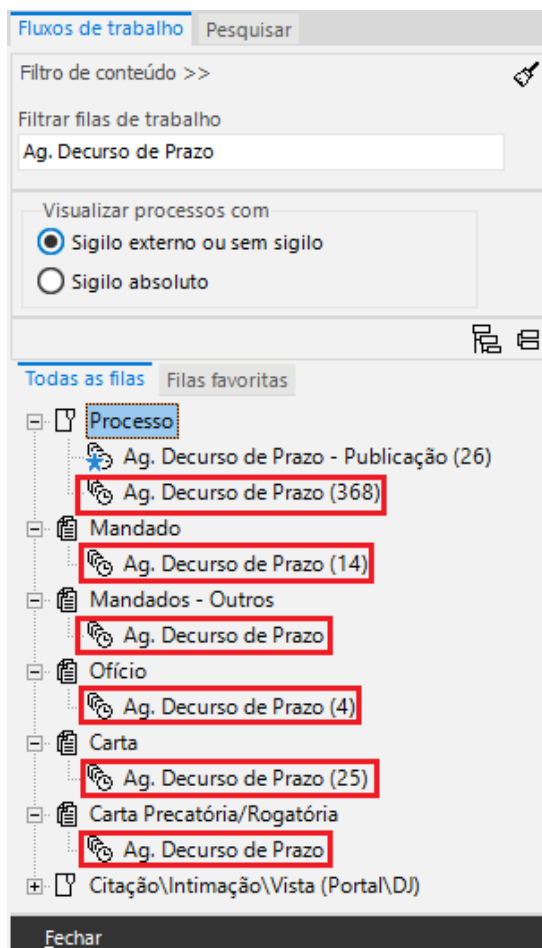 Fluxos de trabalho Pesquisar
Filtro de conteúdo >>
Filtrar filas de trabalho
Ag. Decurso de Prazo
Visualizar processos com
Sigilo externo ou sem sigilo
Sigilo absoluto
Todas as filas Filas favoritas
Processo
Ag. Decurso de Prazo - Publicação (26)
Ag. Decurso de Prazo (368)
Mandado
Ag. Decurso de Prazo (14)
Mandados - Outros
Ag. Decurso de Prazo
Ofício
Ag. Decurso de Prazo (4)
Carta
Ag. Decurso de Prazo (25)
Carta Precatória/Rogatória
Ag. Decurso de Prazo
Citação\Intimação\Vista (Portal\DJ)
Fechar